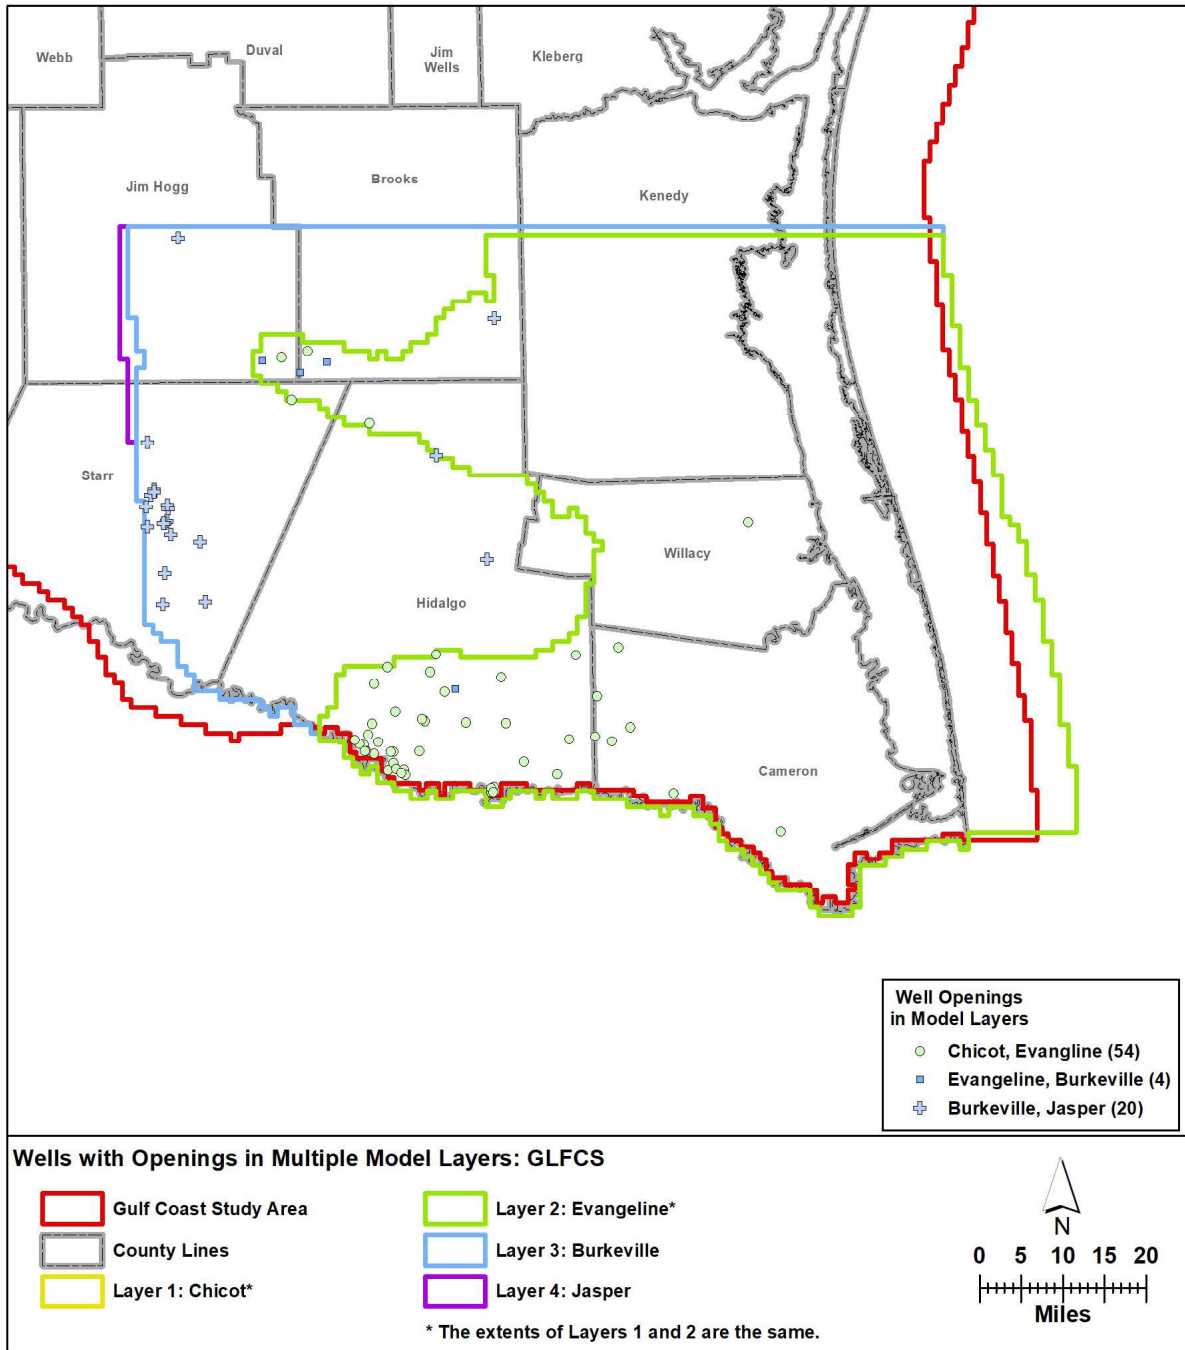 Webb
Duval
Jim
Wells
Kleberg
Jim Hogg
Brooks
Kenedy
Starr
Willacy
Hidalgo
Cameron
Well Openings
in Model Layers
Chicot, Evangline (54)
Evangeline, Burkeville (4)
Burkeville, Jasper (20)
Wells with Openings in Multiple Model Layers: GLFCS
Gulf Coast Study Area
County Lines
Layer 1: Chicot*
Layer 2: Evangeline*
Layer 3: Burkeville
Layer 4: Jasper
* The extents of Layers 1 and 2 are the same.
N
0 5 10 15 20
Miles